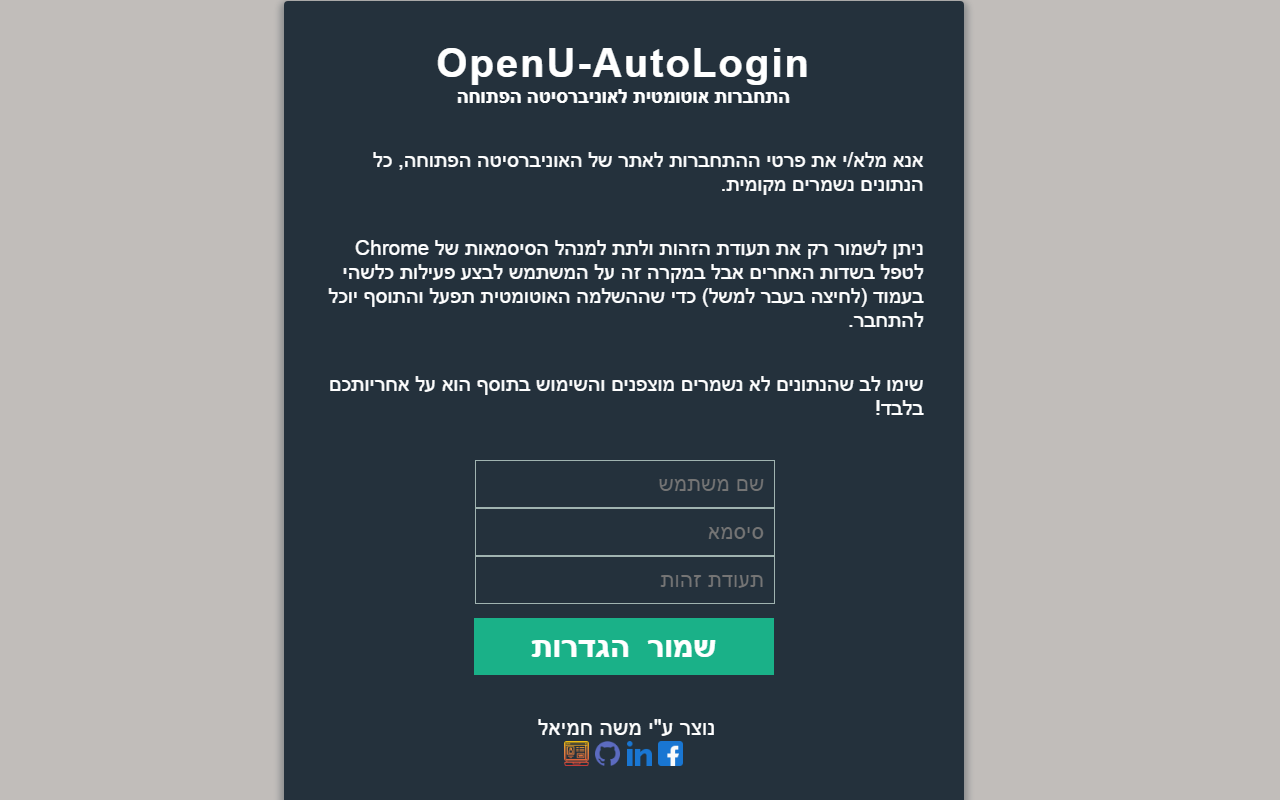 OpenU-AutoLogin
התחברות אוטומטית לאוניברסיטה הפתוחה
אנא מלא/י את פרטי ההתחברות לאתר של האוניברסיטה הפתוחה, כל
הנתונים נשמרים מקומית.
ניתן לשמור רק את תעודת הזהות ולתת למנהל הסיסמאות של Chrome
לטפל בשדות האחרים אבל במקרה זה על המשתמש לבצע פעילות כלשהי
בעמוד (לחיצה בעבר למשל) כדי שההשלמה האוטומטית תפעל והתוסף יוכל
להתחבר.
שימו לב שהנתונים לא נשמרים מוצפנים והשימוש בתוסף הוא על אחריותכם
בלבד!
שם משתמש
סיסמא
תעודת זהות
שמור הגדרות
נוצר ע"י משה חמיאל